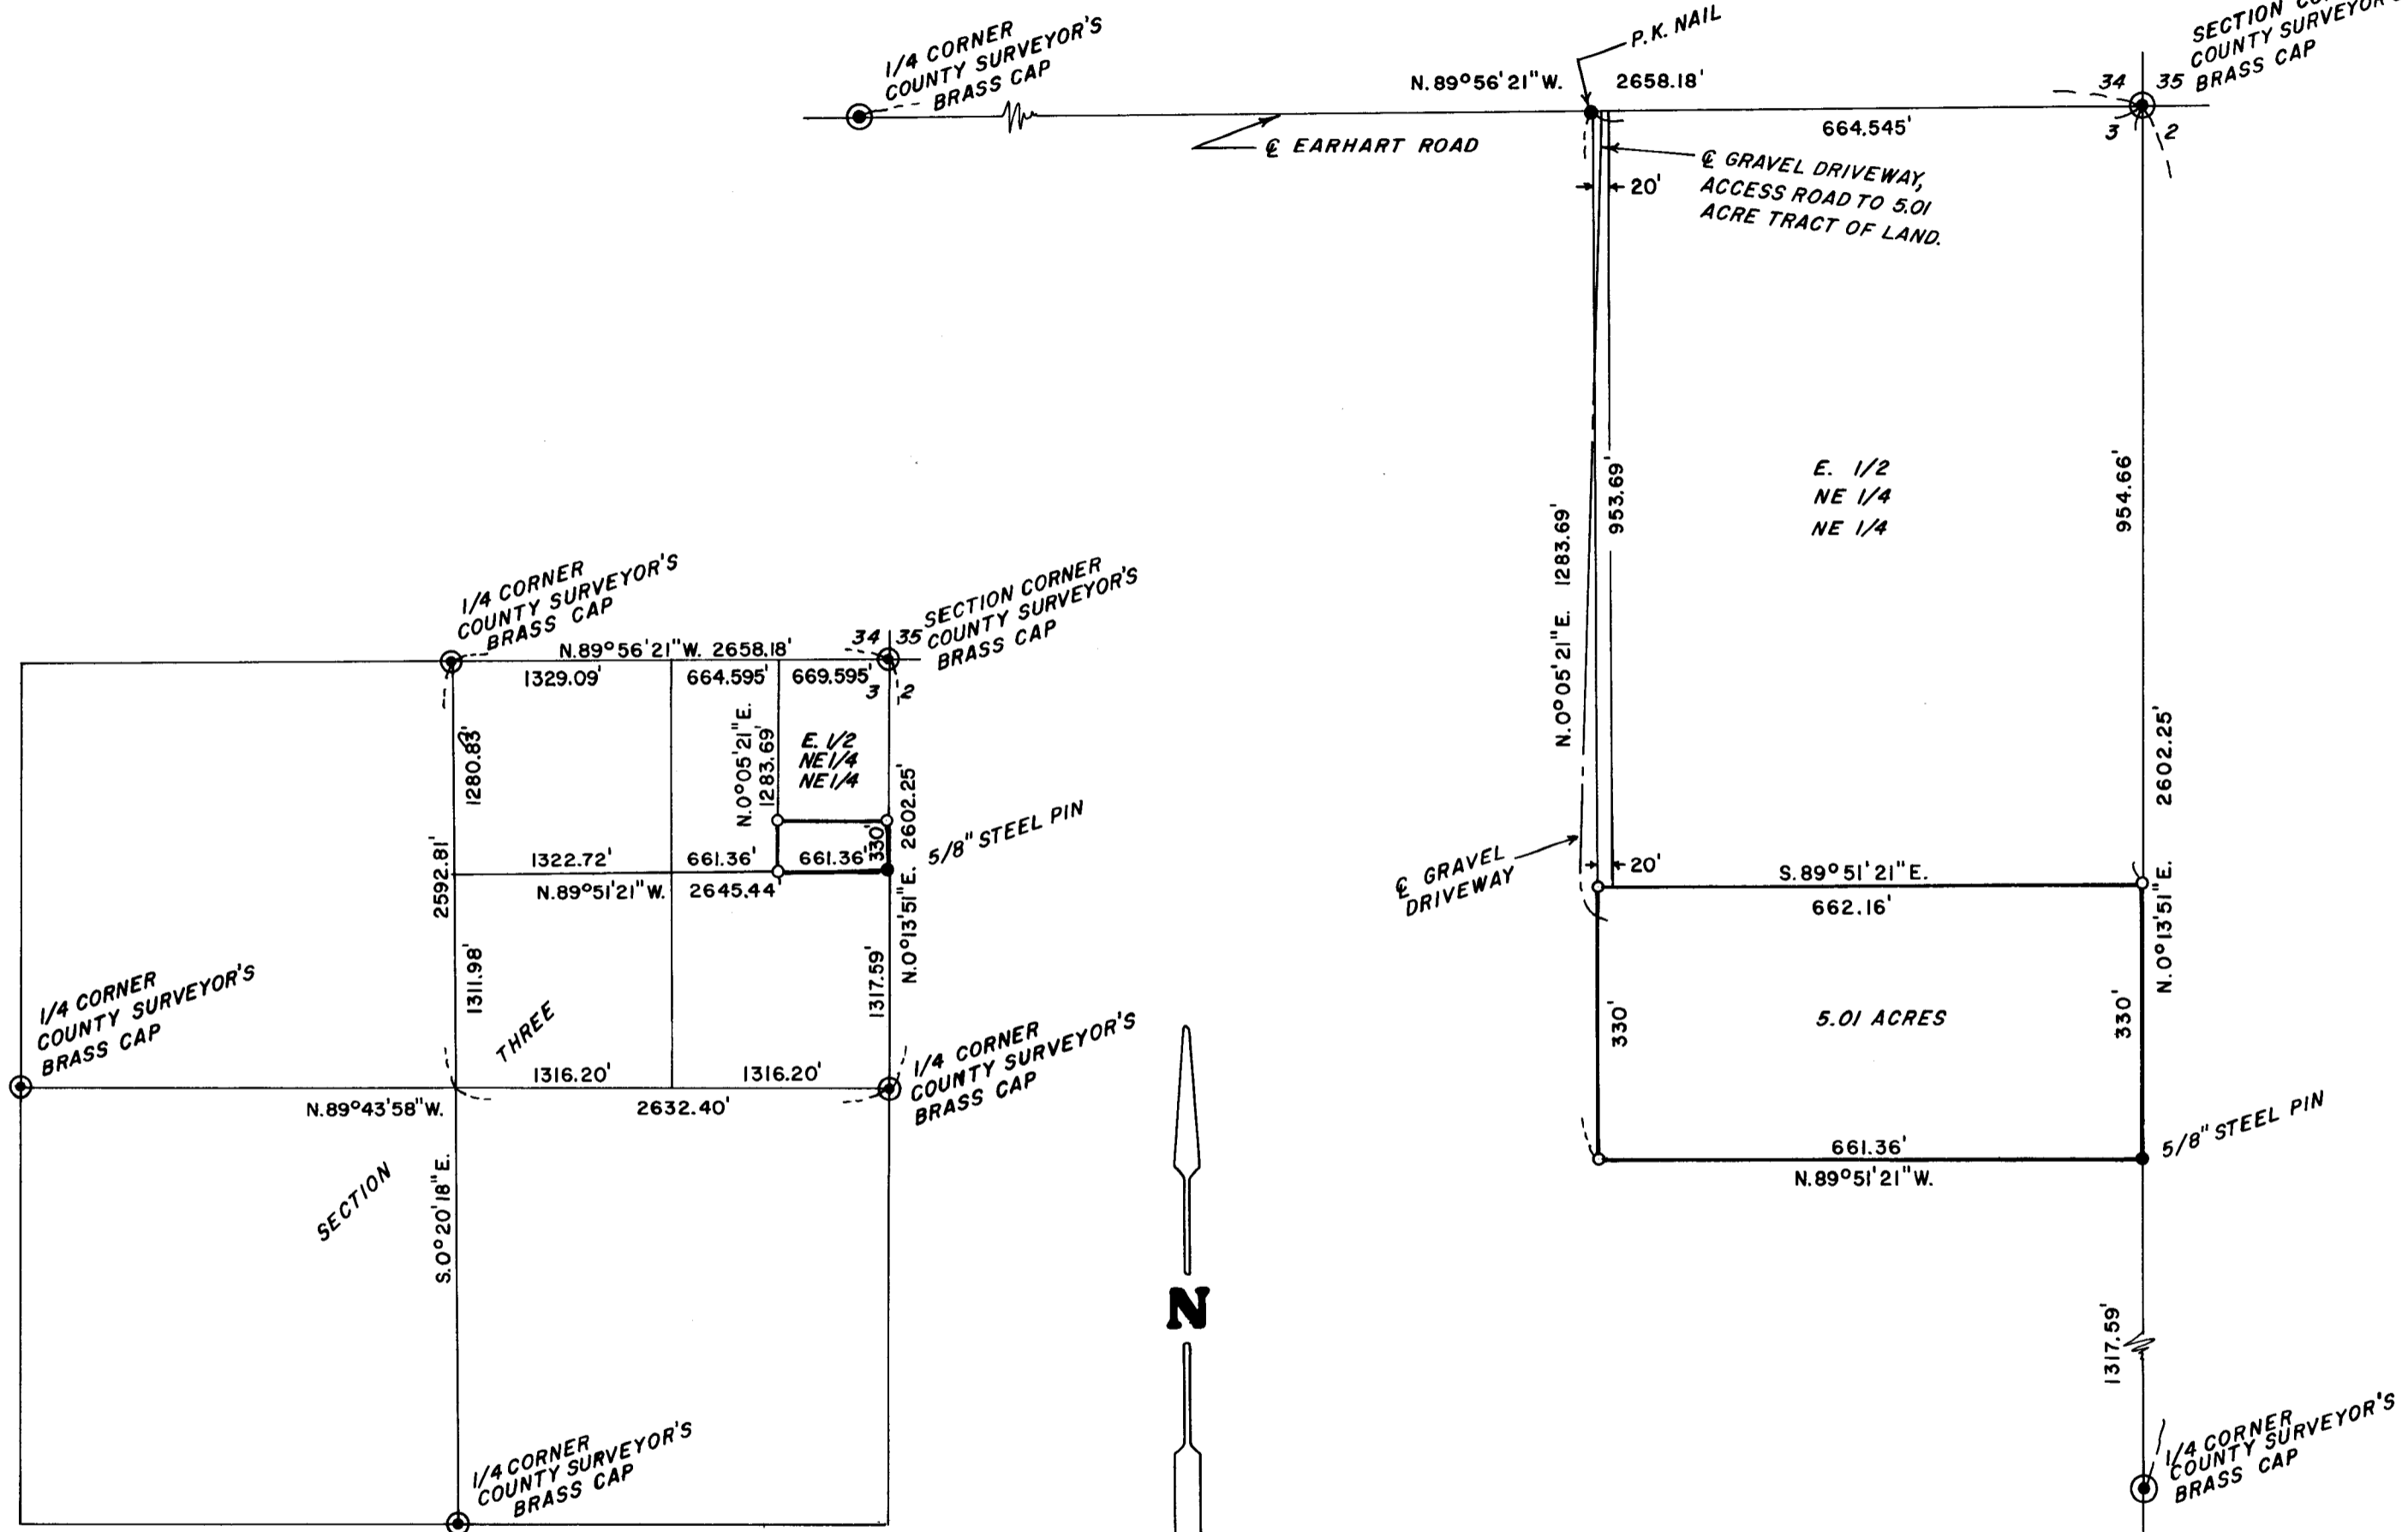 1/4 CORNER
COUNTY SURVEYOR'S
BRASS CAP
P.K. NAIL
N.89°56'21"W. 2658.18'
SECTION
COUNTY SURVEYOR'S
BRASS CAP
34 35
3 2
664.545'
℄ EARHART ROAD
℄ GRAVEL DRIVEWAY,
ACCESS ROAD TO 5.01
ACRE TRACT OF LAND.
20'
E. 1/2
NE 1/4
NE 1/4
N.0°05'21"E. 1283.69'
953.69'
954.66'
2602.25'
N.0°13'51"E.
℄ GRAVEL
DRIVEWAY
20'
S.89°51'21"E.
662.16'
330'
5.01 ACRES
330'
661.36'
N.89°51'21"W.
5/8" STEEL PIN
1317.59'
1/4 CORNER
COUNTY SURVEYOR'S
BRASS CAP
1/4 CORNER
COUNTY SURVEYOR'S
BRASS CAP
SECTION CORNER
COUNTY SURVEYOR'S
BRASS CAP
N.89°56'21"W. 2658.18'
34 35
3 2
1329.09'
664.595'
669.595'
1280.83'
N.0°05'21"E.
1283.69'
E. 1/2
NE 1/4
NE 1/4
2602.25'
N.0°13'51"E.
330'
5/8" STEEL PIN
1322.72'
661.36'
661.36'
N.89°51'21"W. 2645.44'
2592.81'
1311.98'
1317.59'
1/4 CORNER
COUNTY SURVEYOR'S
BRASS CAP
SECTION THREE
1316.20'
1316.20'
N.89°43'58"W.
2632.40'
1/4 CORNER
COUNTY SURVEYOR'S
BRASS CAP
S.0°20'18"E.
1/4 CORNER
COUNTY SURVEYOR'S
BRASS CAP
N